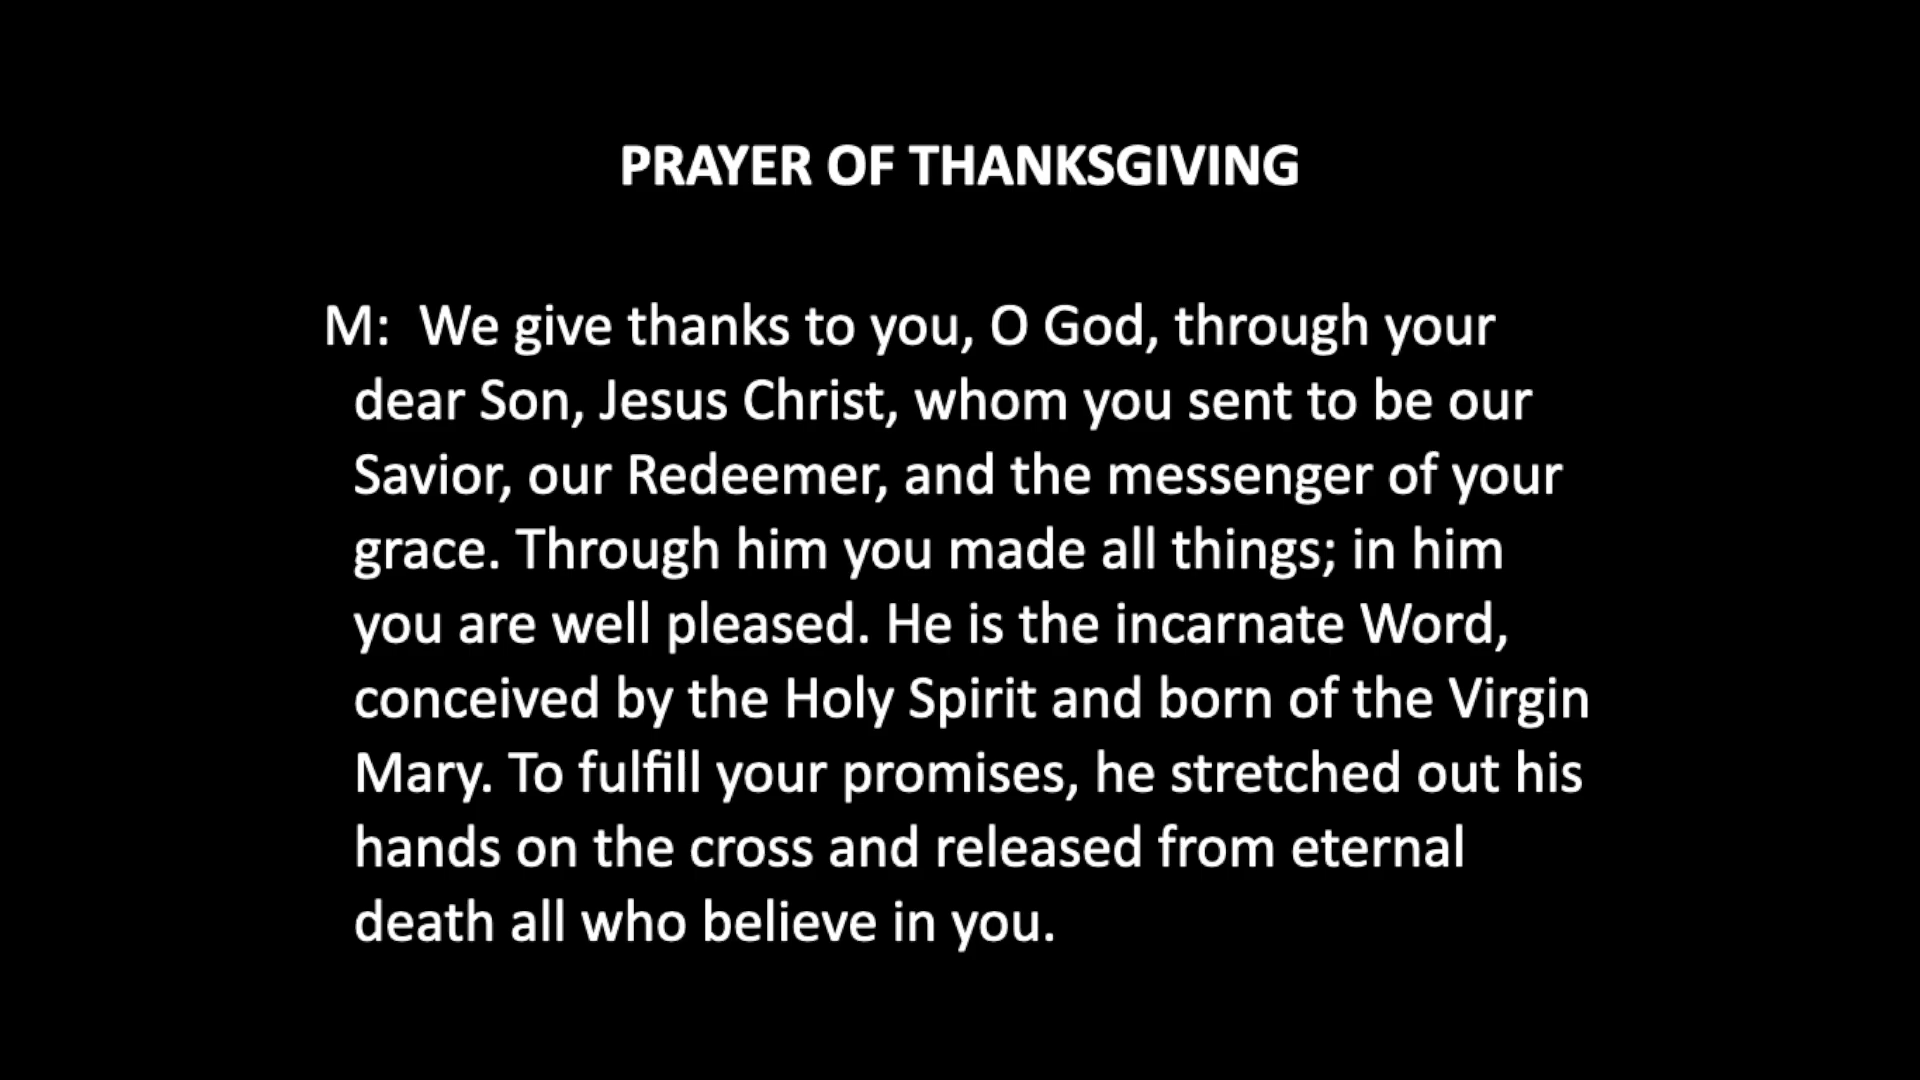 PRAYER OF THANKSGIVING
M: We give thanks to you, O God, through your
dear Son, Jesus Christ, whom you sent to be our
Savior, our Redeemer, and the messenger of your
grace. Through him you made all things; in him
you are well pleased. He is the incarnate Word,
conceived by the Holy Spirit and born of the Virgin
Mary. To fulfill your promises, he stretched out his
hands on the cross and released from eternal
death all who believe in you.